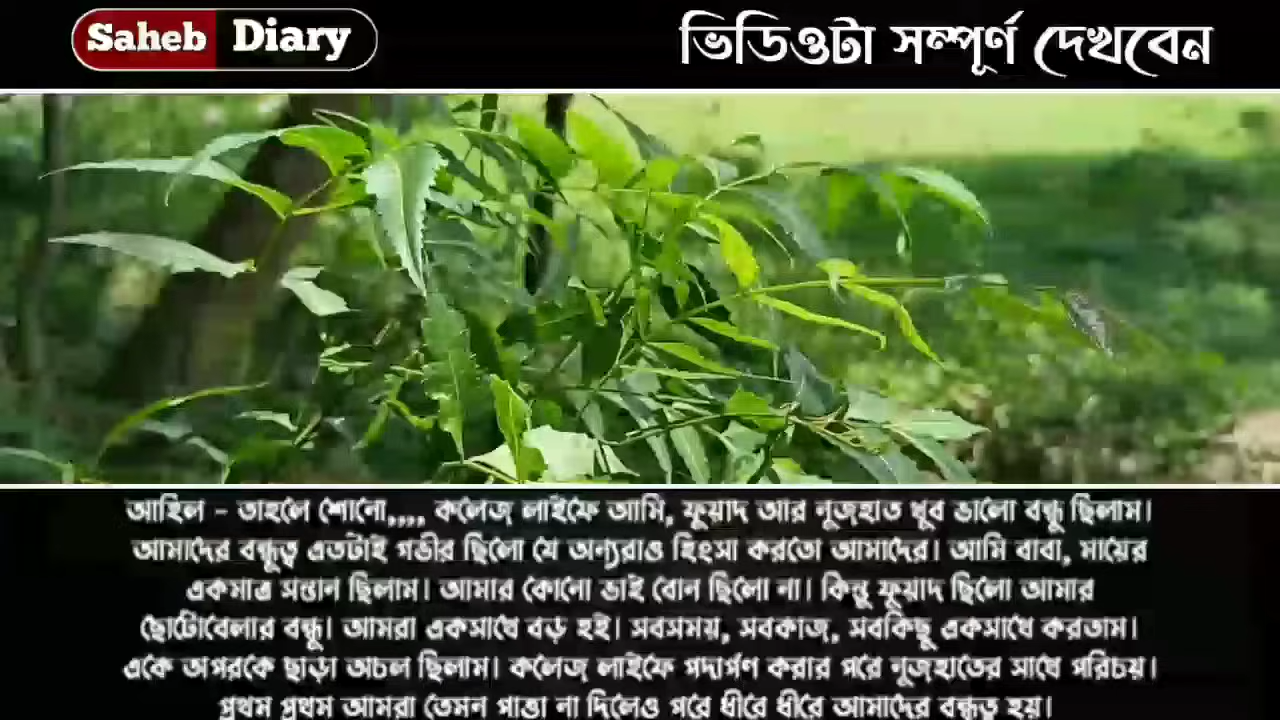 Saheb Diary
ভিডিওটা সম্পূর্ণ দেখবেন
আহিল - তাহলে শোনো,,,, কলেজ লাইফে আমি, ফুয়াদ আর নুজহাত খুব ভালো বন্ধু ছিলাম।
আমাদের বন্ধুত্ব এতটাই গভীর ছিলো যে অন্যরাও হিংসা করতো আমাদের। আমি বাবা, মায়ের
একমাত্র সন্তান ছিলাম। আমার কোনো ভাই বোন ছিলো না। কিন্তু ফুয়াদ ছিলো আমার
ছোটোবেলার বন্ধু। আমরা একসাথে বড় হই। সবসময়, সবকাজ, সবকিছু একসাথে করতাম।
একে অপরকে ছাড়া অচল ছিলাম। কলেজ লাইফে পদার্পণ করার পরে নুজহাতের সাথে পরিচয়।
প্রথম প্রথম আমরা তেমন পাত্তা না দিলেও পরে ধীরে ধীরে আমাদের বন্ধুত্ব হয়।